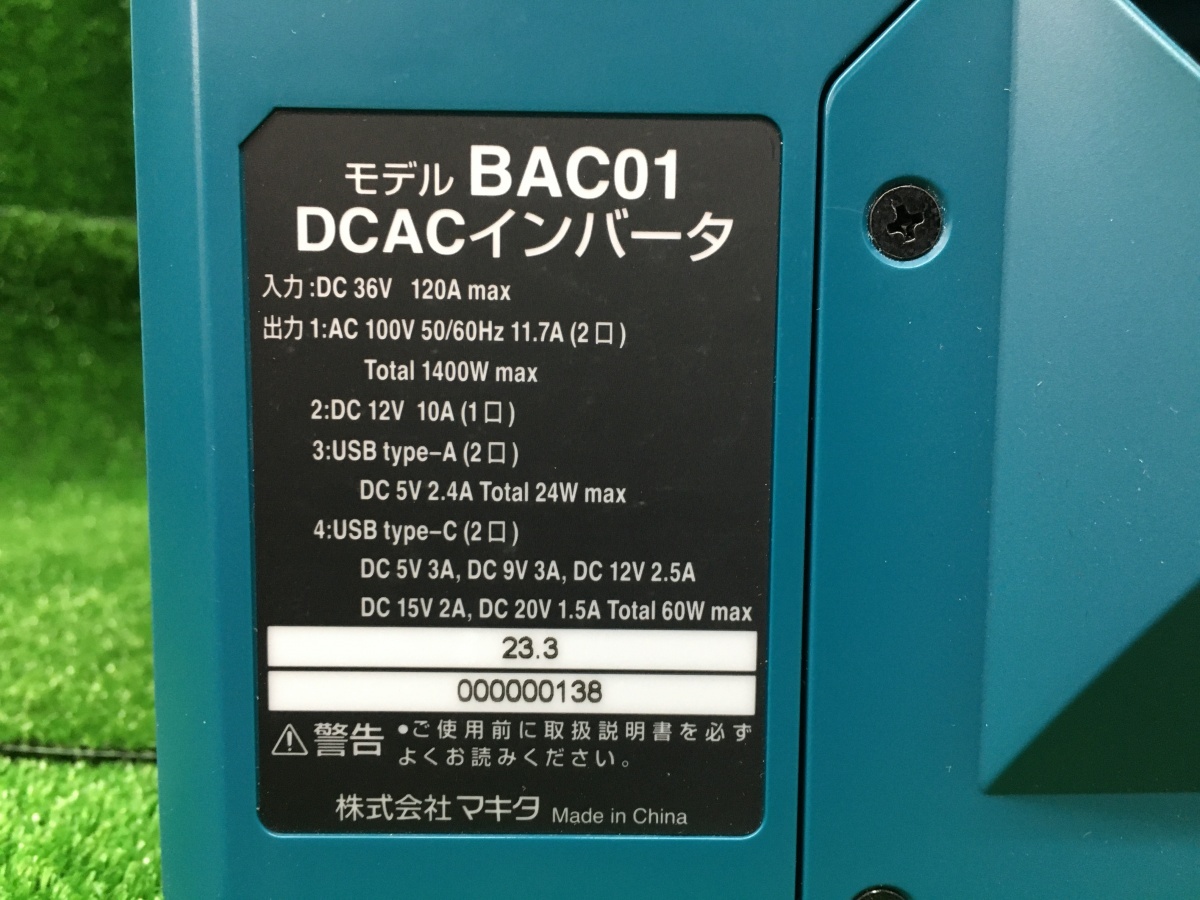 モデル BAC01
DCACインバータ
入力:DC 36V 120A max
出力 1:AC 100V 50/60Hz 11.7A (2口)
Total 1400W max
2:DC 12V 10A (1口)
3:USB type-A (2口)
DC 5V 2.4A Total 24W max
4:USB type-C (2口)
DC 5V 3A, DC 9V 3A, DC 12V 2.5A
DC 15V 2A, DC 20V 1.5A Total 60W max
23.3
000000138
⚠警告 •ご使用前に取扱説明書を必ず
よくお読みください。
株式会社マキタ Made in China